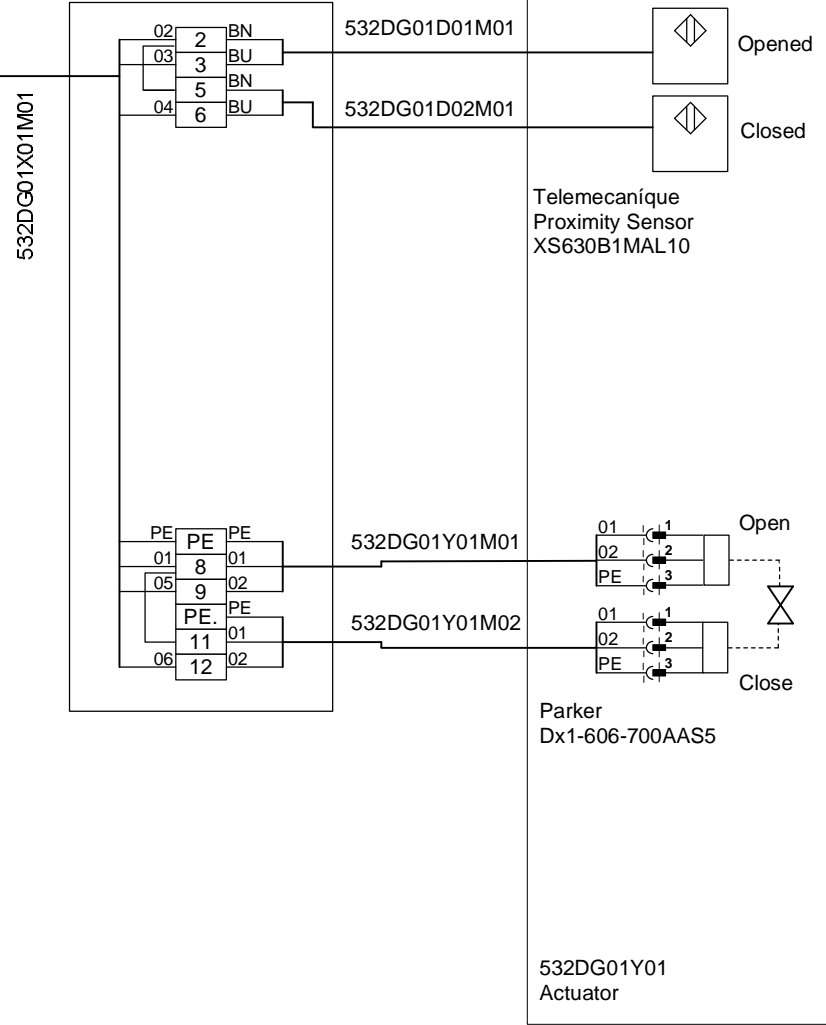 532DG01X01M01
02 2 BN
03 3 BU
5 BN
04 6 BU
532DG01D01M01
532DG01D02M01
Opened
Closed
Telemecaníque
Proximity Sensor
XS630B1MAL10
PE PE PE
01 8 01
05 9 02
PE. PE
11 01
06 12 02
532DG01Y01M01
532DG01Y01M02
01 1
02 2
PE 3
Open
01 1
02 2
PE 3
Close
Parker
Dx1-606-700AAS5
532DG01Y01
Actuator